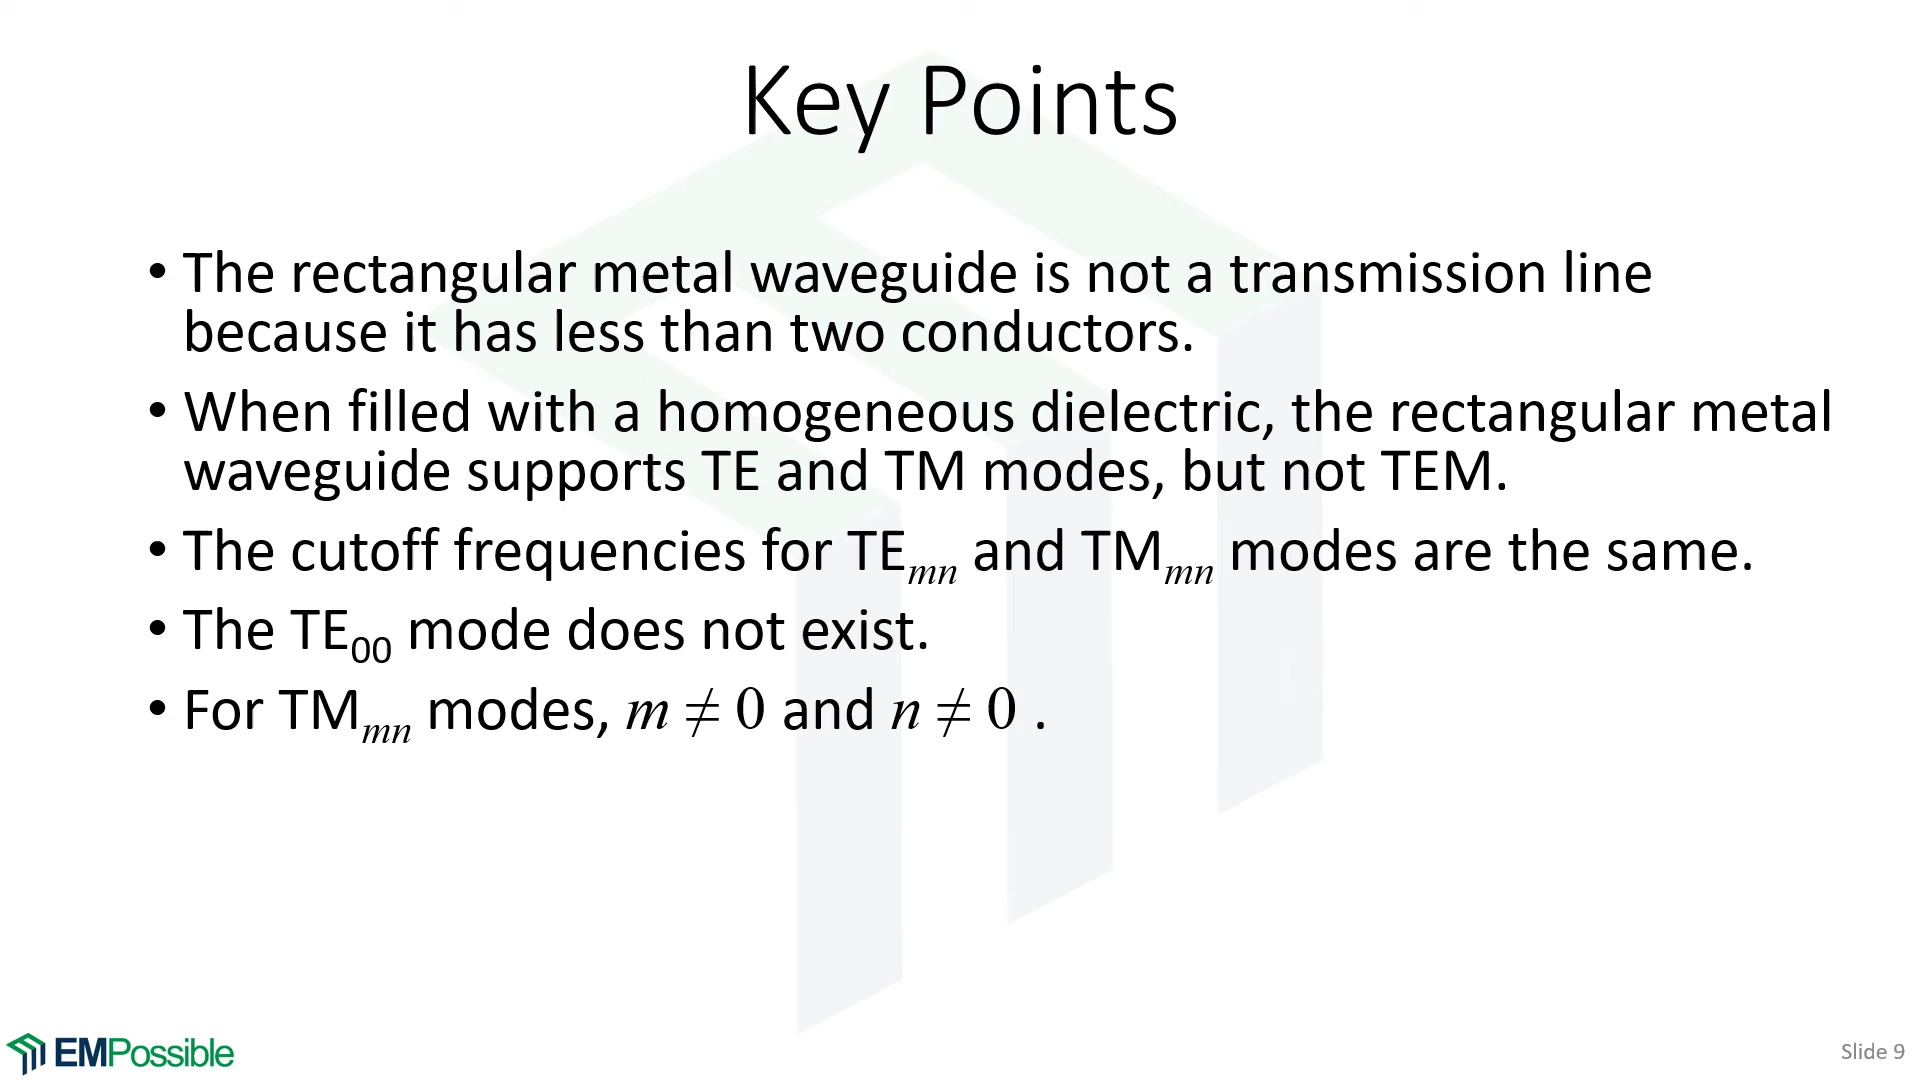 Key Points
• The rectangular metal waveguide is not a transmission line
because it has less than two conductors.
• When filled with a homogeneous dielectric, the rectangular metal
waveguide supports TE and TM modes, but not TEM.
• The cutoff frequencies for TEmn and TMmn modes are the same.
• The TE00 mode does not exist.
• For TMmn modes, m ≠ 0 and n ≠ 0 .
EMPossible
Slide 9